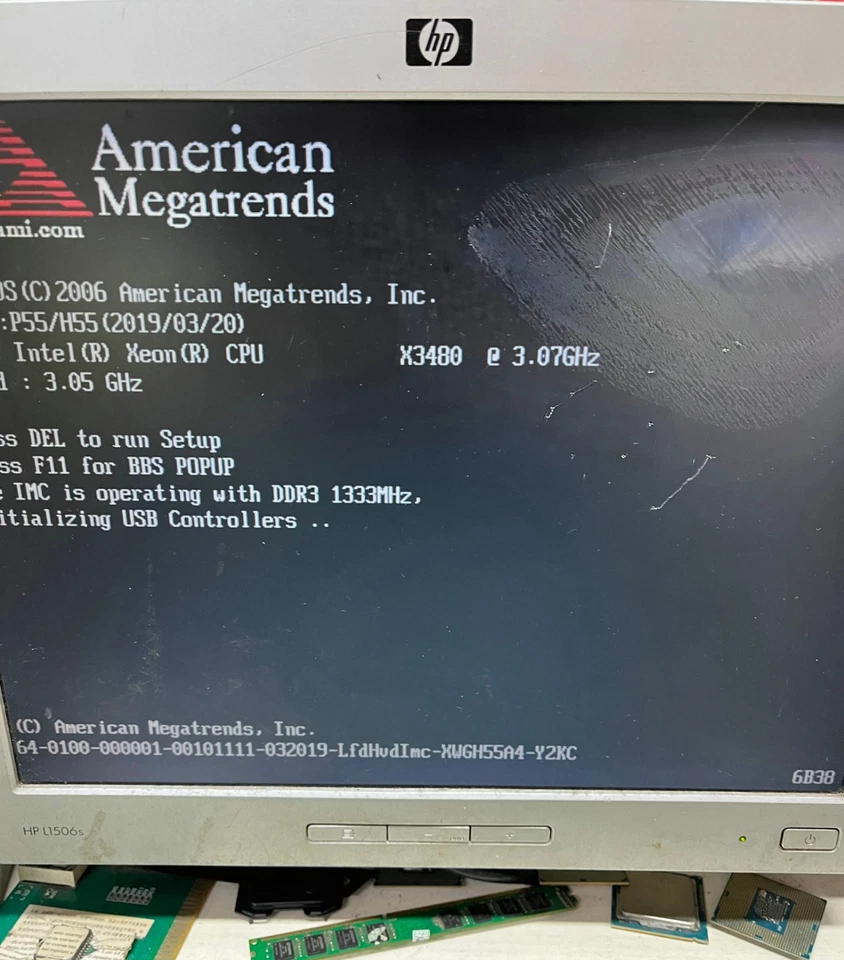 hp
American
Megatrends
ami.com
OS(C)2006 American Megatrends, Inc.
:P55/H55(2019/03/20)
Intel(R) Xeon(R) CPU X3480 @ 3.07GHz
d : 3.05 GHz
ss DEL to run Setup
ss F11 for BBS POPUP
e IMC is operating with DDR3 1333MHz,
itializing USB Controllers ..
(C) American Megatrends, Inc.
64-0100-000001-00101111-032019-LfdHvdImc-XWGH55A4-Y2KC
6B38
HP L1506s